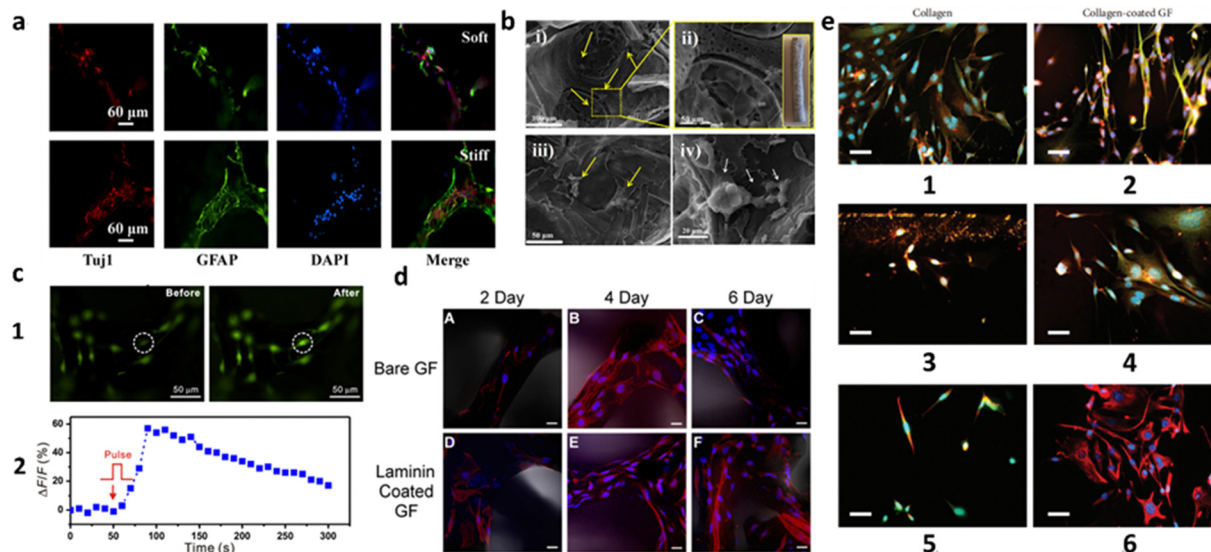 a
Soft
60 µm
Stiff
60 µm
Tuj1 GFAP DAPI Merge
b
i)
ii)
50 µm
iii)
50 µm
iv)
20 µm
c
1
Before
50 µm
After
50 µm
2
ΔF/F (%)
60
40
20
0
Pulse
0 50 100 150 200 250 300
Time (s)
d
2 Day 4 Day 6 Day
Bare GF
A B C
Laminin
Coated
GF
D E F
e
Collagen Collagen-coated GF
1 2
3 4
5 6